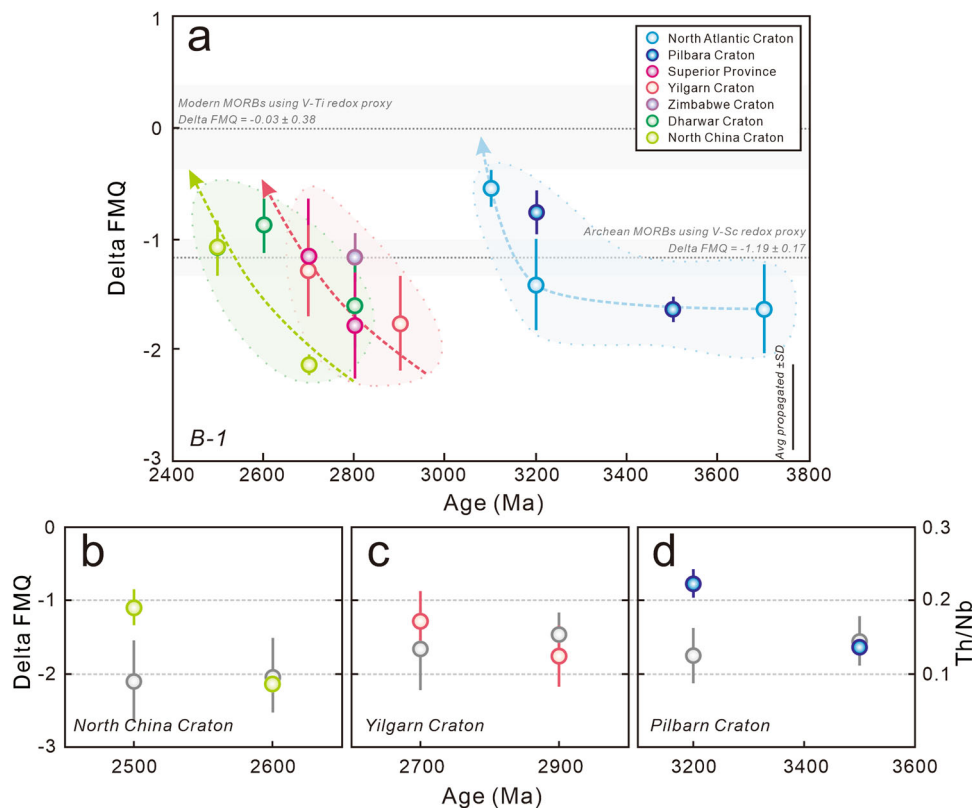 a
North Atlantic Craton
Pilbara Craton
Superior Province
Yilgarn Craton
Zimbabwe Craton
Dharwar Craton
North China Craton
Modern MORBs using V-Ti redox proxy
Delta FMQ = -0.03 ± 0.38
Archean MORBs using V-Sc redox proxy
Delta FMQ = -1.19 ± 0.17
Avg propagated ±SD
B-1
Delta FMQ
1
0
-1
-2
-3
2400 2600 2800 3000 3200 3400 3600 3800
Age (Ma)
b
c
d
Delta FMQ
0
-1
-2
-3
North China Craton
Yilgarn Craton
Pilbarn Craton
0.3
0.2
0.1
Th/Nb
2500 2600 2700 2900 3200 3400 3600
Age (Ma)